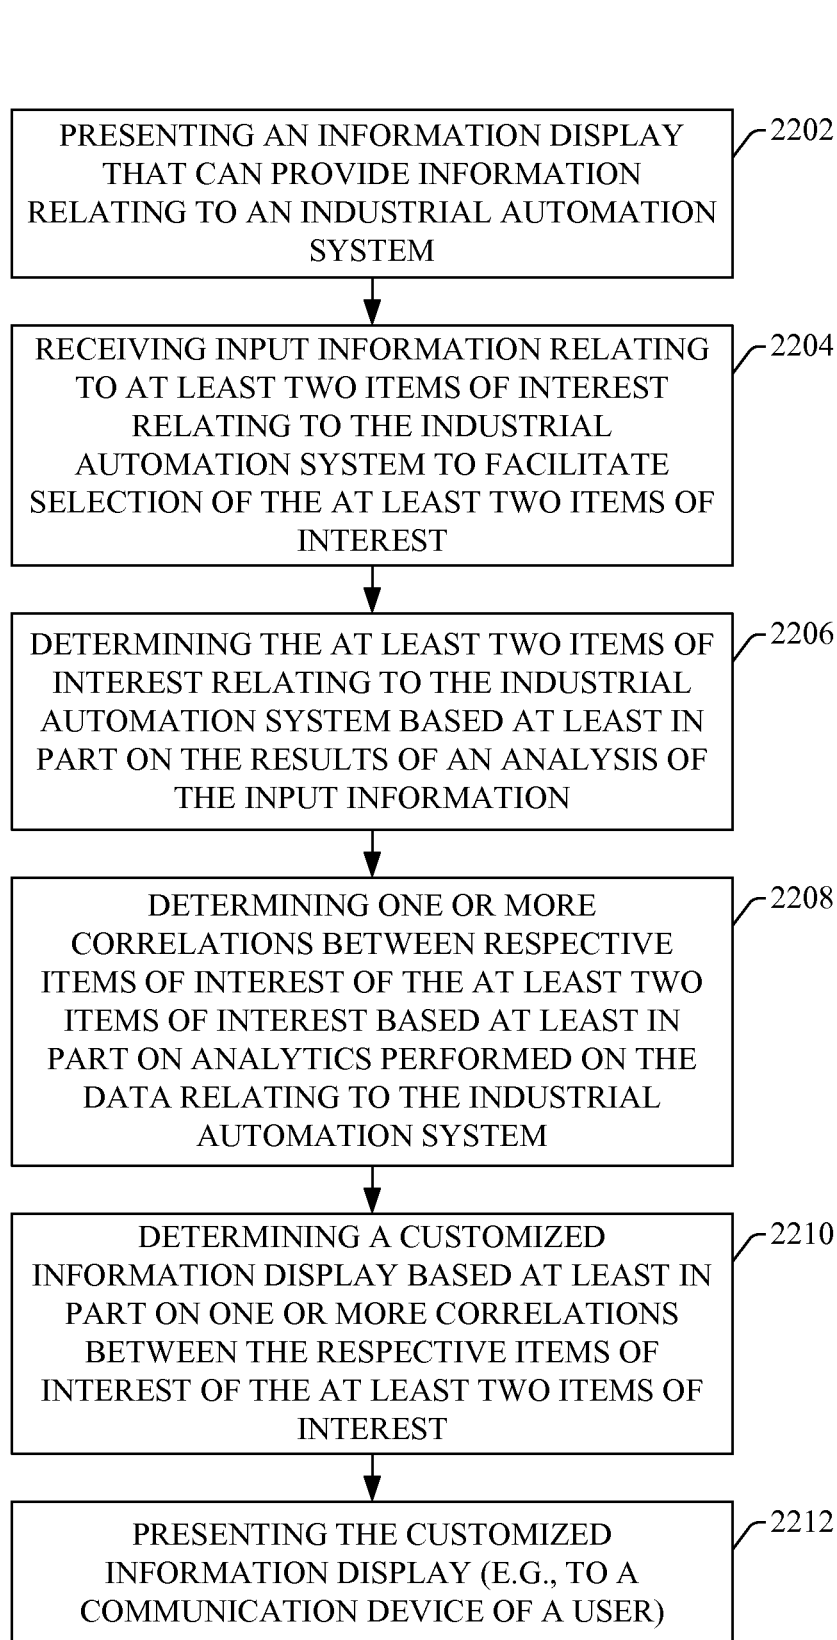 PRESENTING AN INFORMATION DISPLAY
THAT CAN PROVIDE INFORMATION
RELATING TO AN INDUSTRIAL AUTOMATION
SYSTEM
2202
RECEIVING INPUT INFORMATION RELATING
TO AT LEAST TWO ITEMS OF INTEREST
RELATING TO THE INDUSTRIAL
AUTOMATION SYSTEM TO FACILITATE
SELECTION OF THE AT LEAST TWO ITEMS OF
INTEREST
2204
DETERMINING THE AT LEAST TWO ITEMS OF
INTEREST RELATING TO THE INDUSTRIAL
AUTOMATION SYSTEM BASED AT LEAST IN
PART ON THE RESULTS OF AN ANALYSIS OF
THE INPUT INFORMATION
2206
DETERMINING ONE OR MORE
CORRELATIONS BETWEEN RESPECTIVE
ITEMS OF INTEREST OF THE AT LEAST TWO
ITEMS OF INTEREST BASED AT LEAST IN
PART ON ANALYTICS PERFORMED ON THE
DATA RELATING TO THE INDUSTRIAL
AUTOMATION SYSTEM
2208
DETERMINING A CUSTOMIZED
INFORMATION DISPLAY BASED AT LEAST IN
PART ON ONE OR MORE CORRELATIONS
BETWEEN THE RESPECTIVE ITEMS OF
INTEREST OF THE AT LEAST TWO ITEMS OF
INTEREST
2210
PRESENTING THE CUSTOMIZED
INFORMATION DISPLAY (E.G., TO A
COMMUNICATION DEVICE OF A USER)
2212